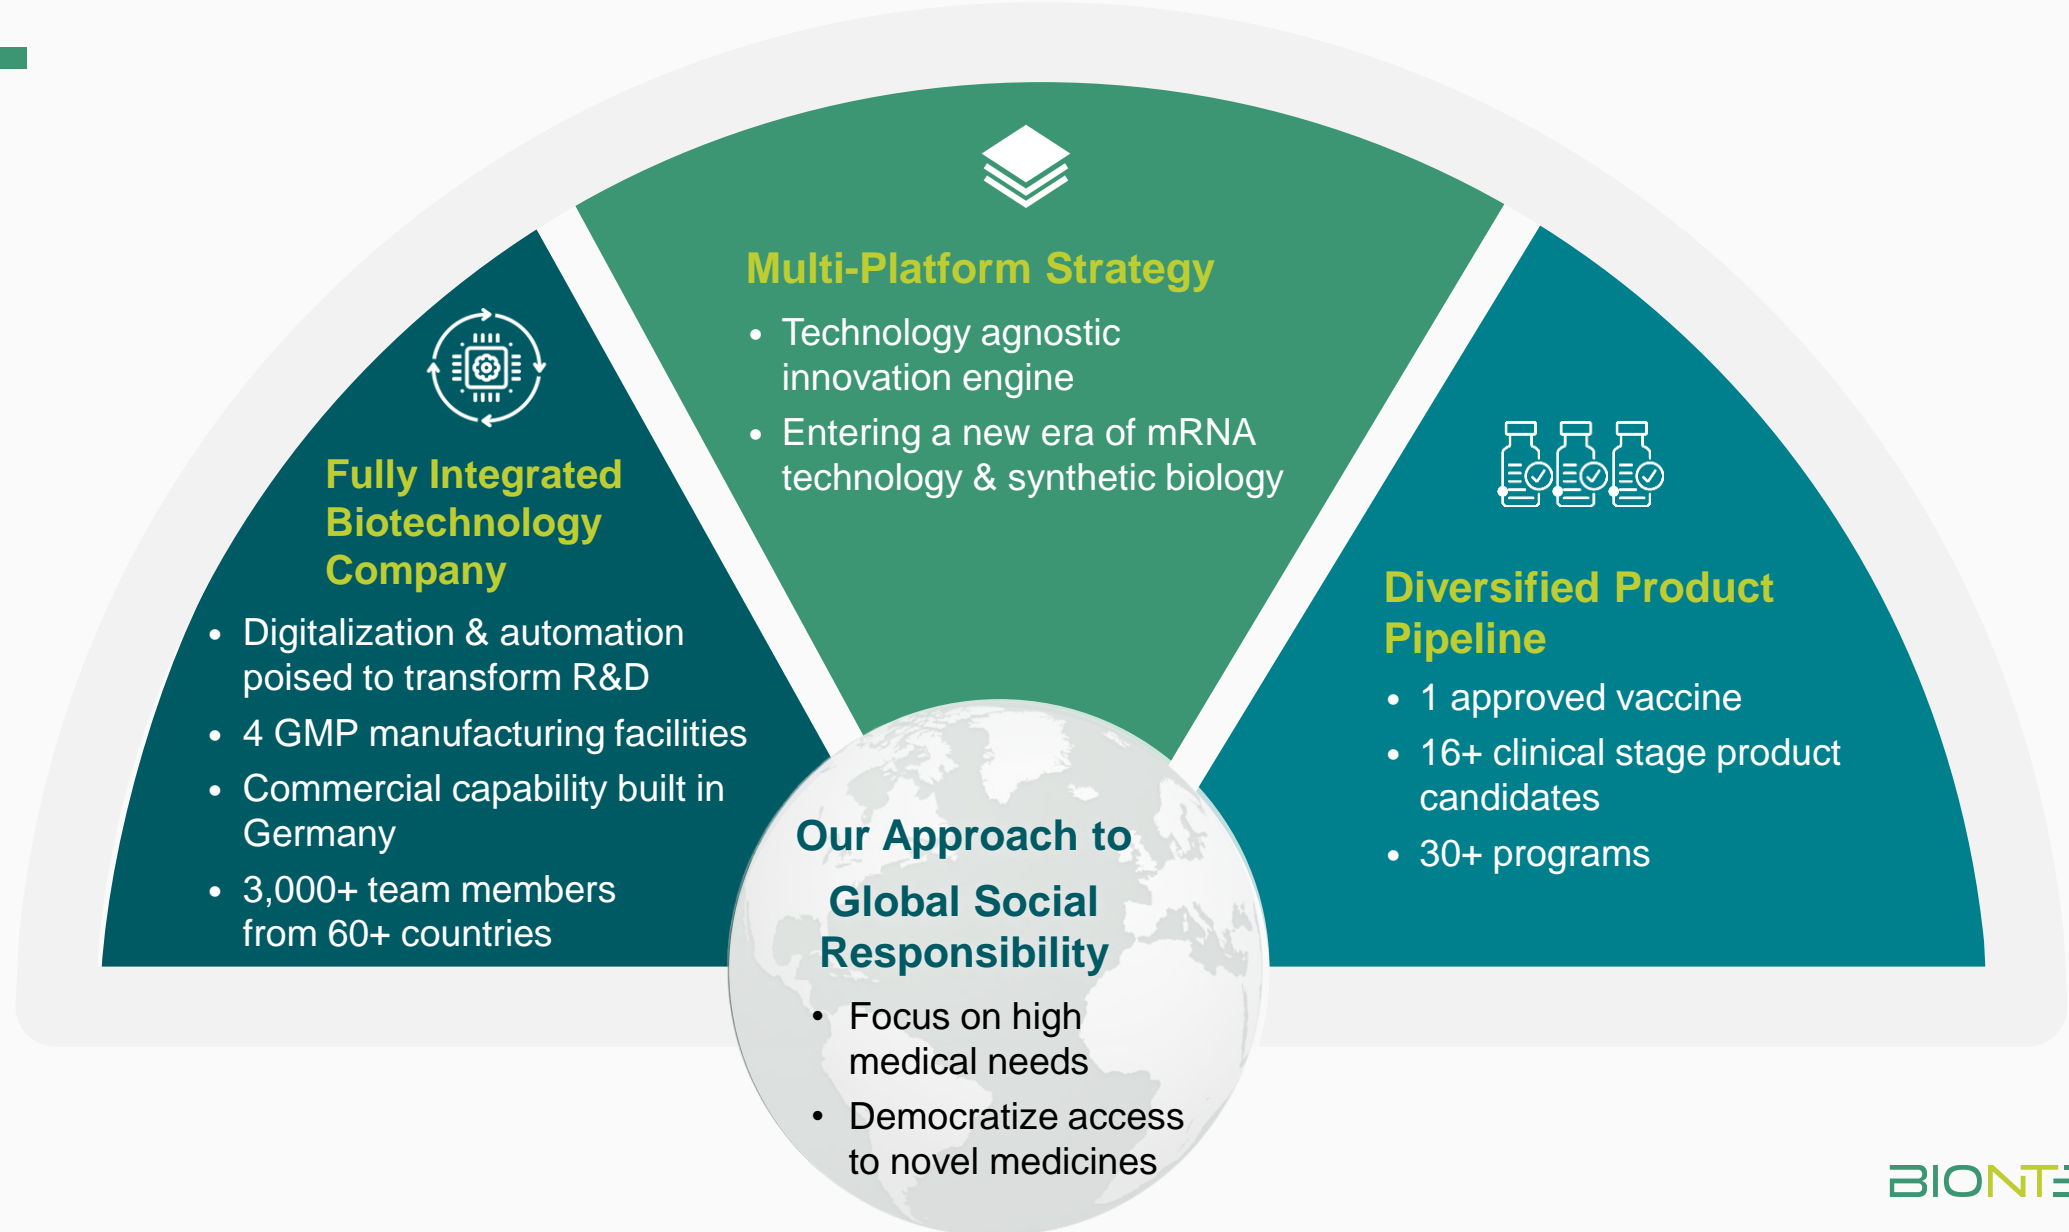 Multi-Platform Strategy
• Technology agnostic
innovation engine
• Entering a new era of mRNA
technology & synthetic biology
Fully Integrated
Biotechnology
Company
• Digitalization & automation
poised to transform R&D
• 4 GMP manufacturing facilities
• Commercial capability built in
Germany
• 3,000+ team members
from 60+ countries
Diversified Product
Pipeline
• 1 approved vaccine
• 16+ clinical stage product
candidates
• 30+ programs
Our Approach to
Global Social
Responsibility
• Focus on high
medical needs
• Democratize access
to novel medicines
BIONTE